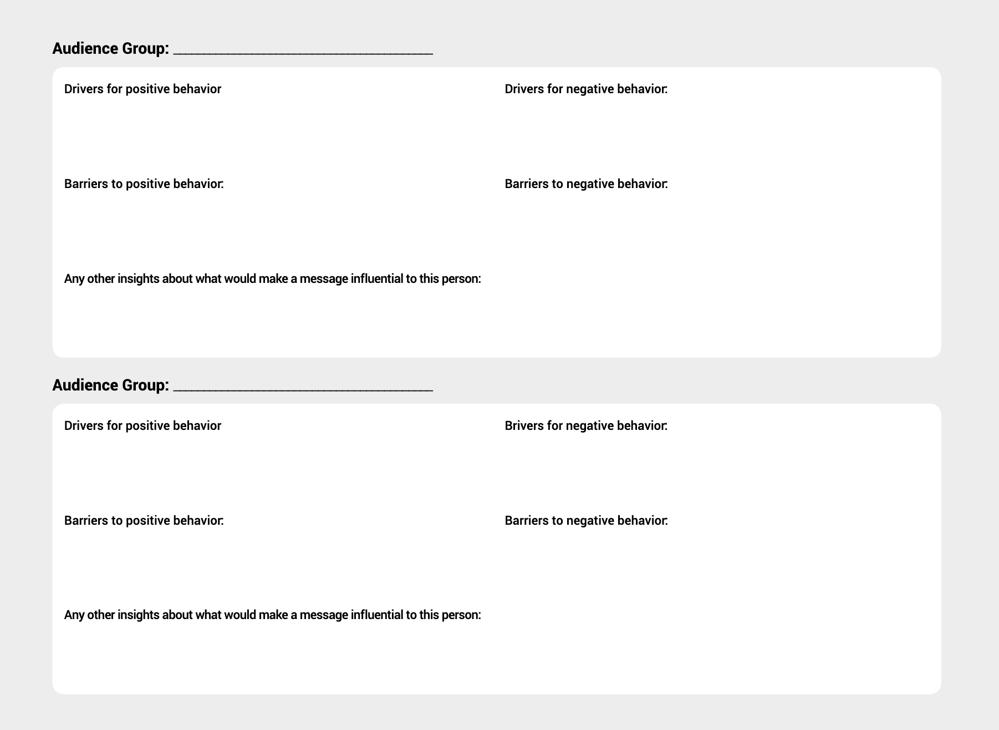 Audience Group: ____________________________________
Drivers for positive behavior
Drivers for negative behavior:
Barriers to positive behavior:
Barriers to negative behavior:
Any other insights about what would make a message influential to this person:
Audience Group: ____________________________________
Drivers for positive behavior
Brivers for negative behavior:
Barriers to positive behavior:
Barriers to negative behavior:
Any other insights about what would make a message influential to this person: